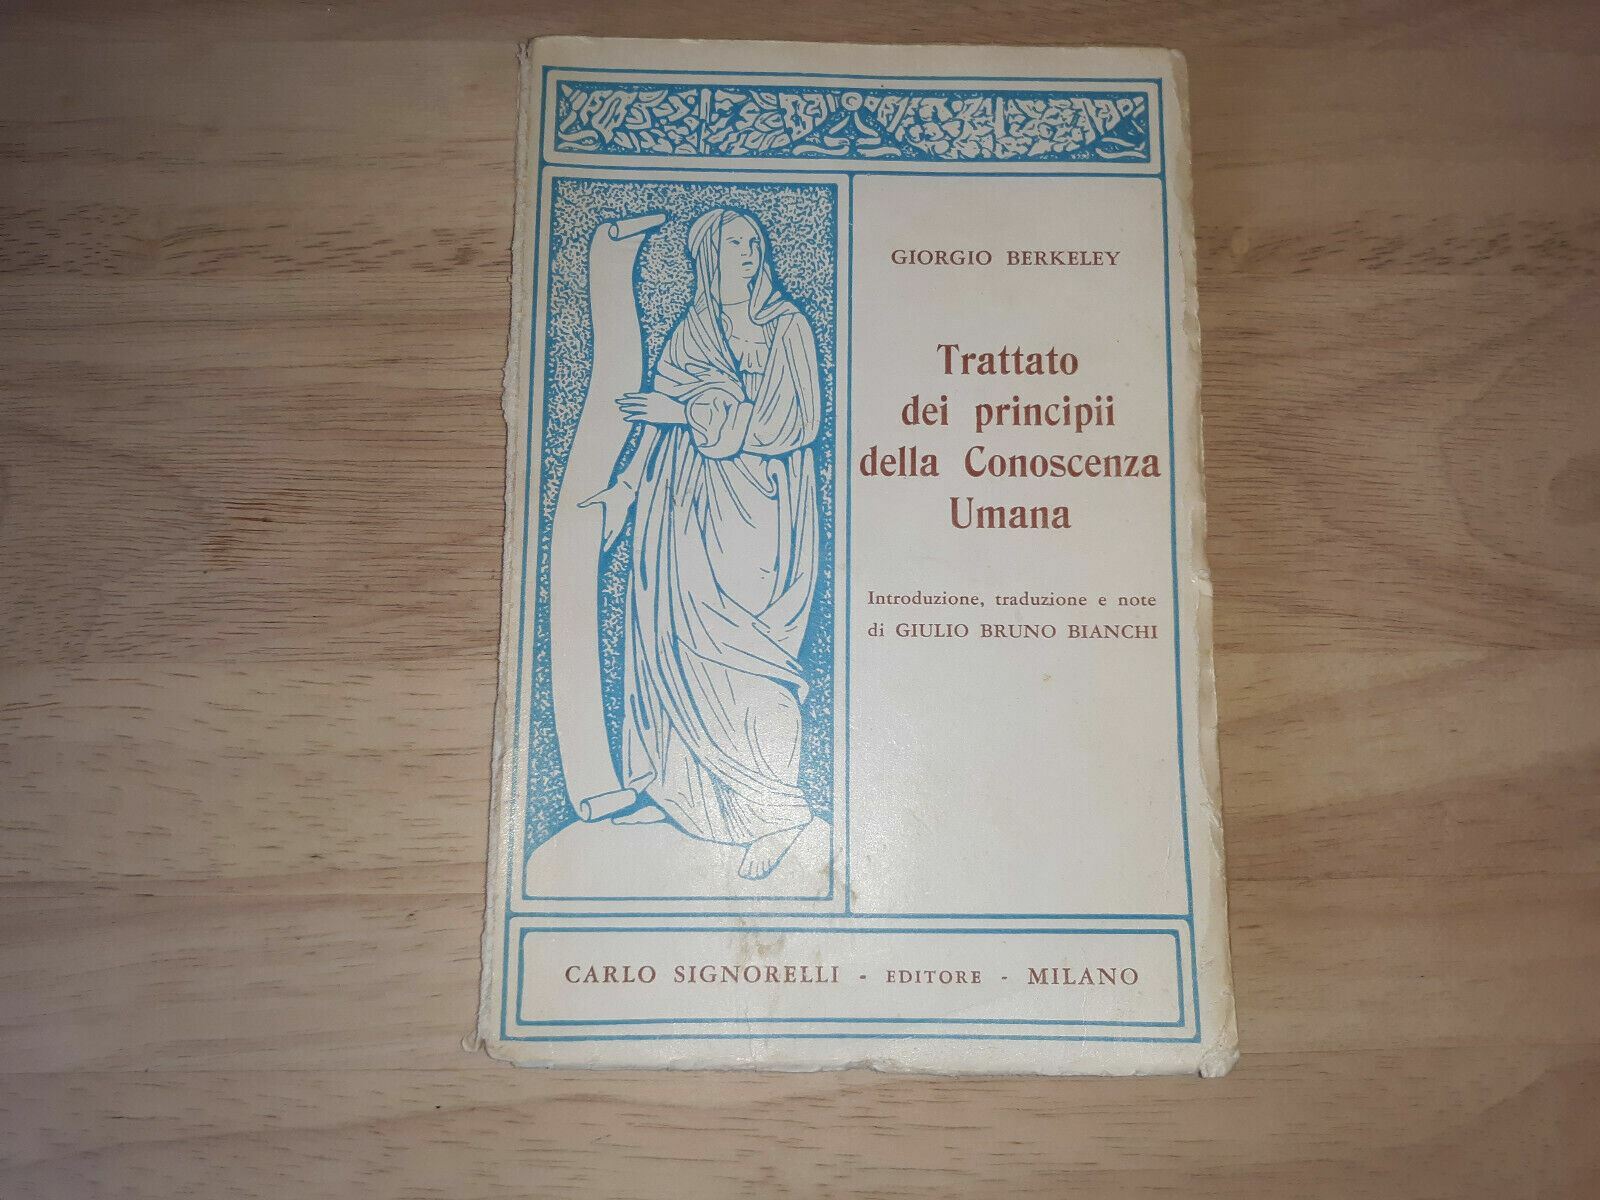 GIORGIO BERKELEY
Trattato
dei principii
della Conoscenza
Umana
Introduzione, traduzione e note
di GIULIO BRUNO BIANCHI
CARLO SIGNORELLI - EDITORE - MILANO